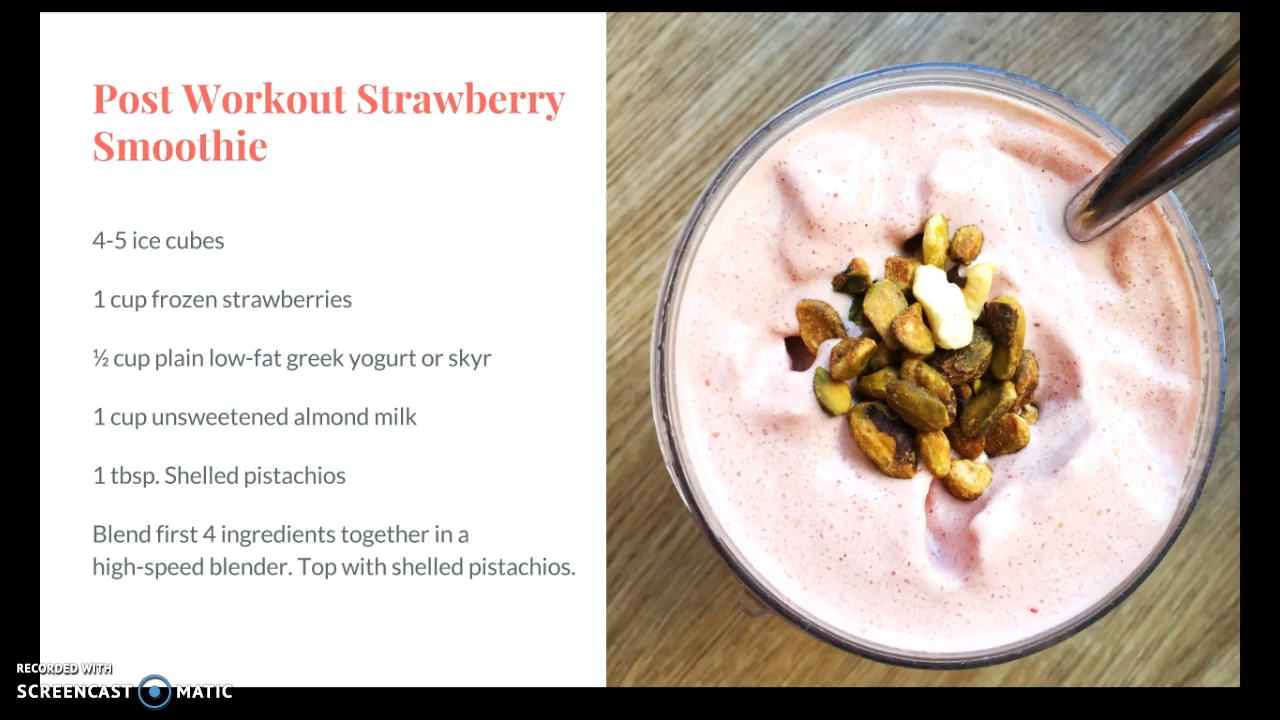 Post Workout Strawberry
Smoothie
4-5 ice cubes
1 cup frozen strawberries
½ cup plain low-fat greek yogurt or skyr
1 cup unsweetened almond milk
1 tbsp. Shelled pistachios
Blend first 4 ingredients together in a
high-speed blender. Top with shelled pistachios.
RECORDED WITH
SCREENCAST MATIC